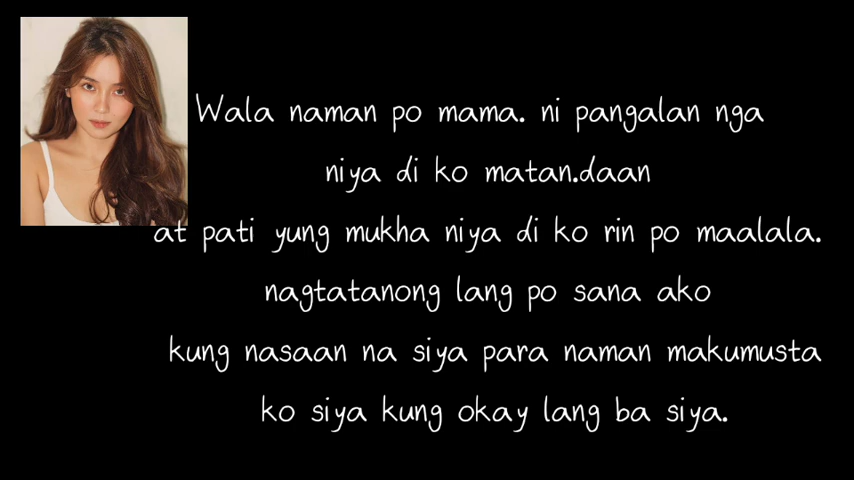 Wala naman po mama. ni pangalan nga
niya di ko matan.daan
at pati yung mukha niya di ko rin po maalala.
nagtatanong lang po sana ako
kung nasaan na siya para naman makumusta
ko siya kung okay lang ba siya.